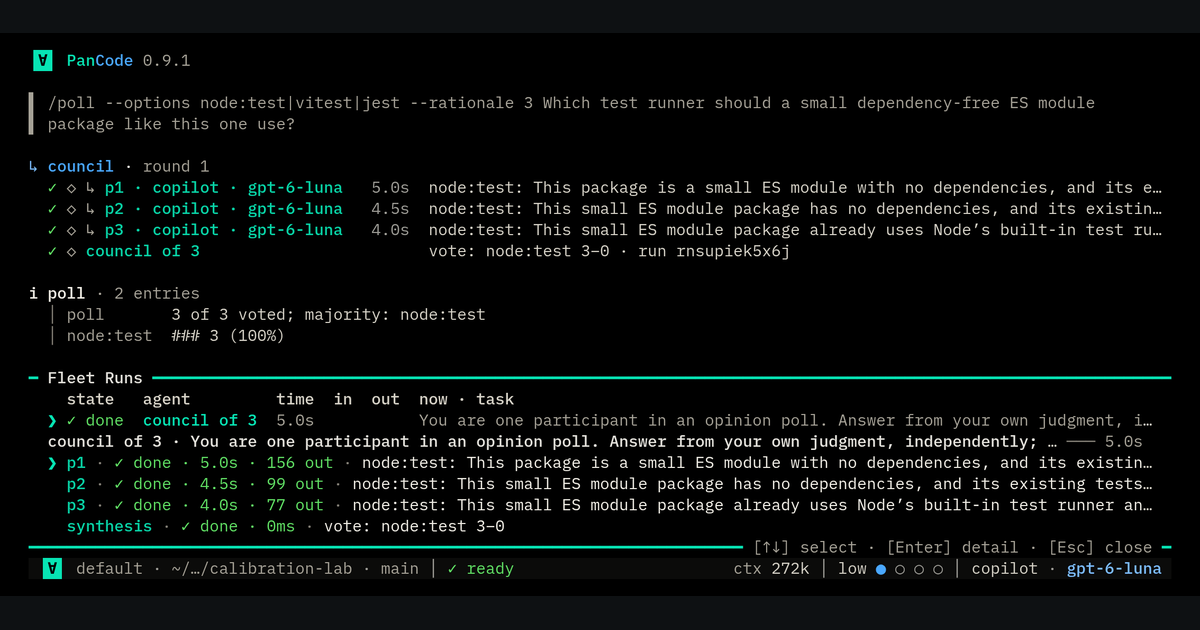 ∀ PanCode 0.9.1
/poll --options node:test|vitest|jest --rationale 3 Which test runner should a small dependency-free ES module
package like this one use?
↳ council · round 1
✓ ◇ ↳ p1 · copilot · gpt-6-luna 5.0s node:test: This package is a small ES module with no dependencies, and its e…
✓ ◇ ↳ p2 · copilot · gpt-6-luna 4.5s node:test: This small ES module package has no dependencies, and its existin…
✓ ◇ ↳ p3 · copilot · gpt-6-luna 4.0s node:test: This small ES module package already uses Node’s built-in test ru…
✓ ◇ council of 3 vote: node:test 3–0 · run rnsupiek5x6j
i poll · 2 entries
│ poll 3 of 3 voted; majority: node:test
│ node:test ### 3 (100%)
Fleet Runs
state agent time in out now · task
❯ ✓ done council of 3 5.0s You are one participant in an opinion poll. Answer from your own judgment, i…
council of 3 · You are one participant in an opinion poll. Answer from your own judgment, independently; … ─── 5.0s
❯ p1 · ✓ done · 5.0s · 156 out · node:test: This package is a small ES module with no dependencies, and its existin…
p2 · ✓ done · 4.5s · 99 out · node:test: This small ES module package has no dependencies, and its existing tests…
p3 · ✓ done · 4.0s · 77 out · node:test: This small ES module package already uses Node’s built-in test runner an…
synthesis · ✓ done · 0ms · vote: node:test 3–0
[↑↓] select · [Enter] detail · [Esc] close
∀ default · ~/…/calibration-lab · main │ ✓ ready ctx 272k │ low ● ○ ○ ○ │ copilot · gpt-6-luna